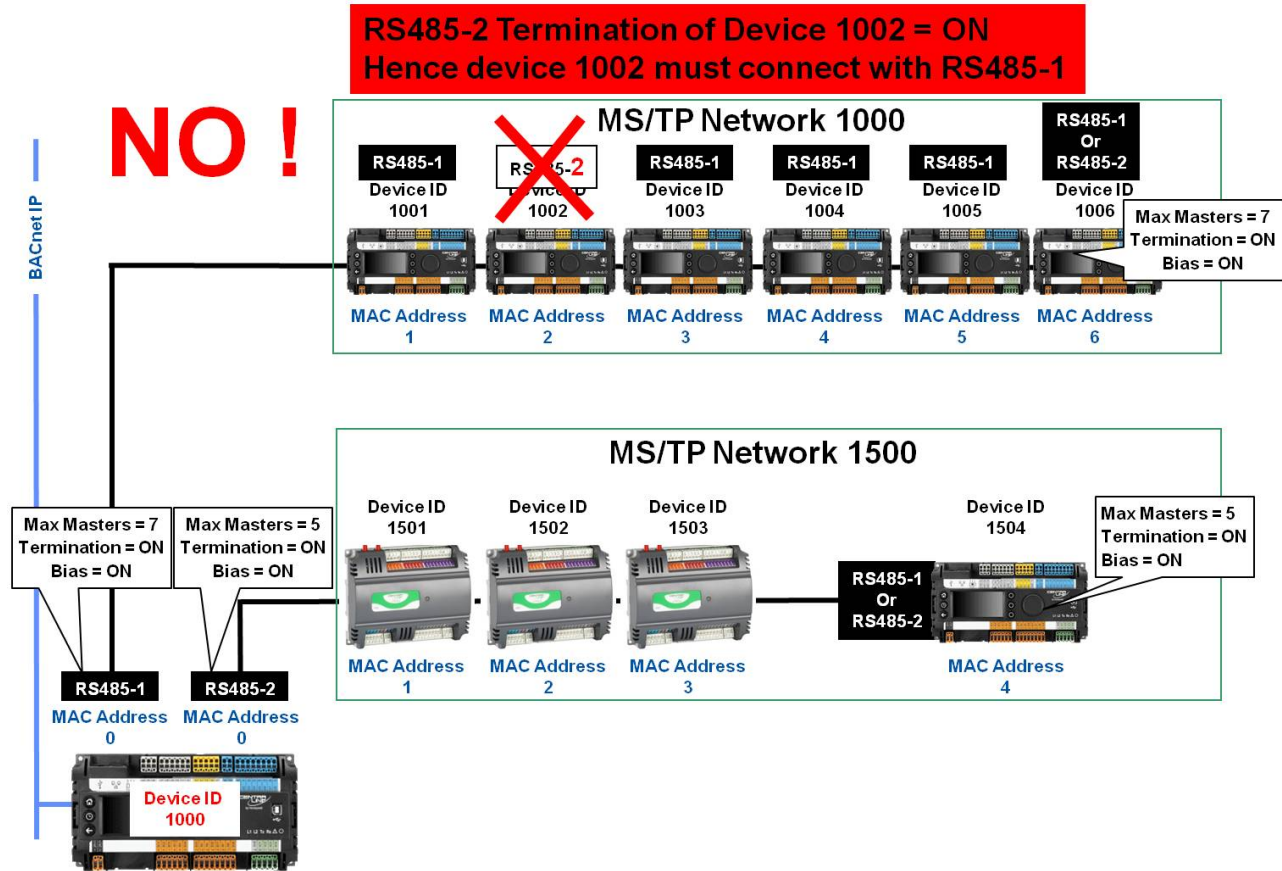 RS485-2 Termination of Device 1002 = ON
Hence device 1002 must connect with RS485-1
NO !
MS/TP Network 1000
RS485-1
Or
RS485-2
RS485-1
RS485-2
RS485-1
RS485-1
RS485-1
Device ID
1001
Device ID
1002
Device ID
1003
Device ID
1004
Device ID
1005
Device ID
1006
Max Masters = 7
Termination = ON
Bias = ON
BACnet IP
MAC Address
1
MAC Address
2
MAC Address
3
MAC Address
4
MAC Address
5
MAC Address
6
MS/TP Network 1500
Device ID
1501
Device ID
1502
Device ID
1503
Device ID
1504
Max Masters = 5
Termination = ON
Bias = ON
Max Masters = 7
Termination = ON
Bias = ON
Max Masters = 5
Termination = ON
Bias = ON
RS485-1
Or
RS485-2
MAC Address
1
MAC Address
2
MAC Address
3
MAC Address
4
RS485-1
RS485-2
MAC Address
0
MAC Address
0
Device ID
1000
CENTRA
LINE